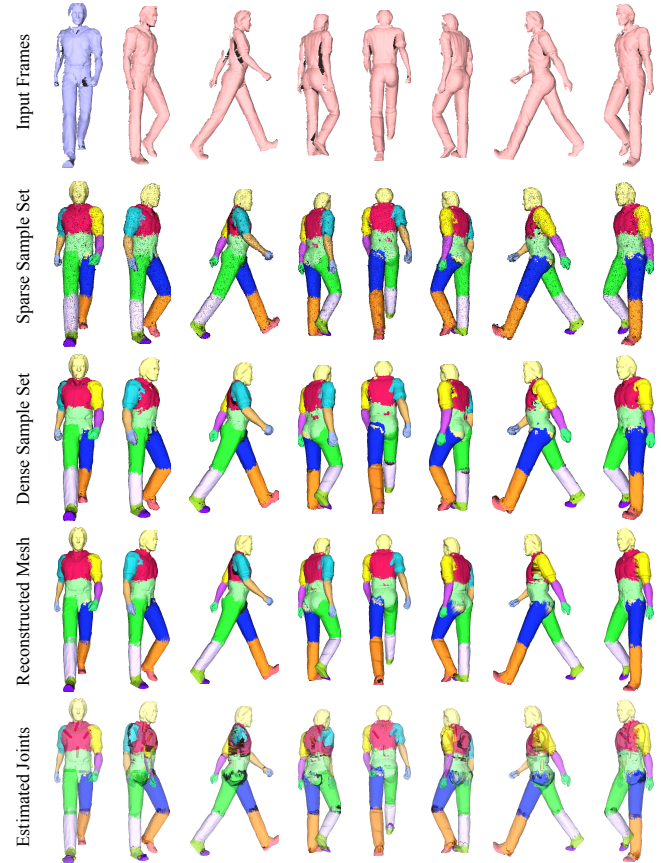 Input Frames
Sparse Sample Set
Dense Sample Set
Reconstructed Mesh
Estimated Joints